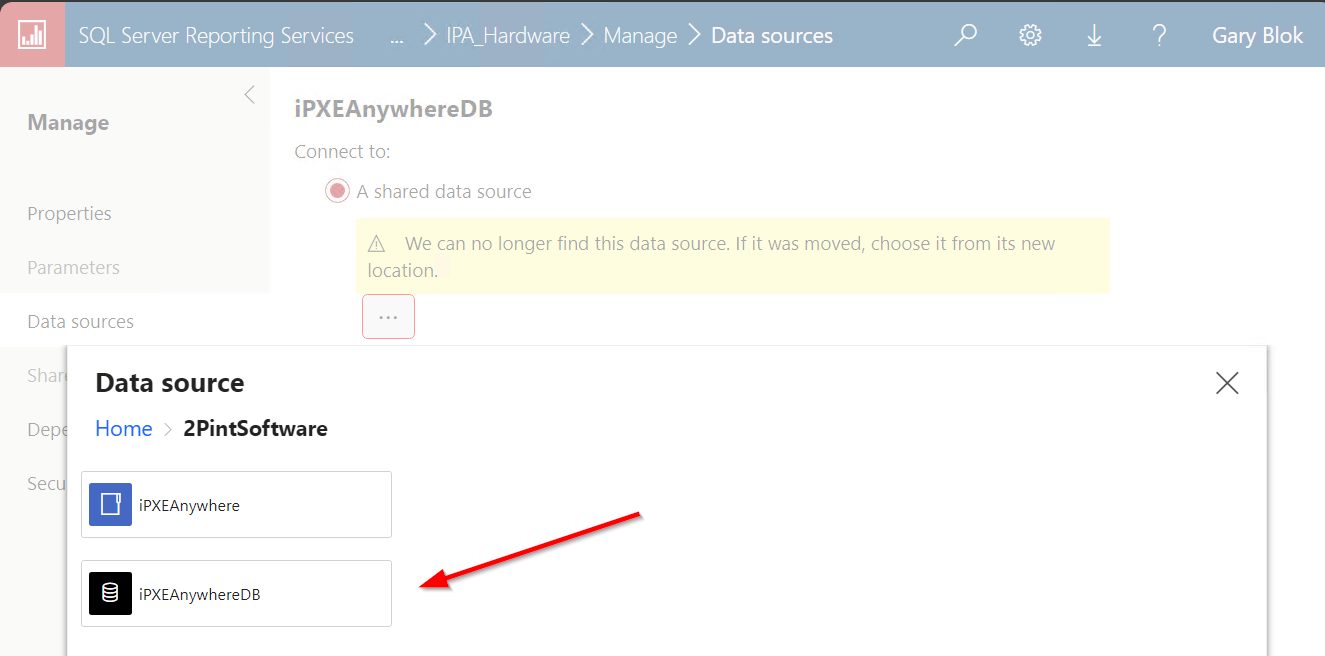 SQL Server Reporting Services ... > IPA_Hardware > Manage > Data sources ? Gary Blok
Manage
iPXEAnywhereDB
Connect to:
A shared data source
Properties
We can no longer find this data source. If it was moved, choose it from its new
location.
Parameters
...
Data sources
Share
Depe
Secu
Data source
Home > 2PintSoftware
iPXEAnywhere
iPXEAnywhereDB